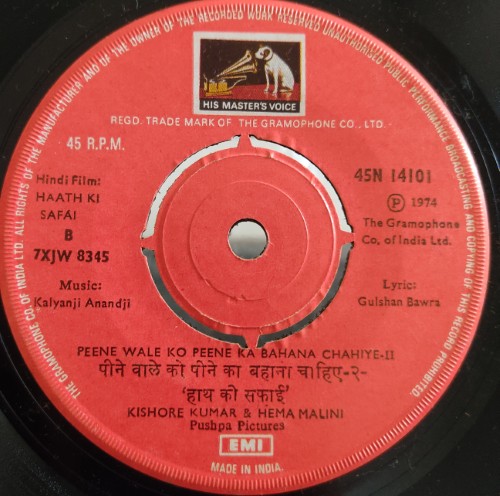 ALL RIGHTS OF THE MANUFACTURER AND OF THE OWNER OF THE RECORDED WORK RESERVED UNAUTHORISED PUBLIC PERFORMANCE BROADCASTING AND COPYING OF THIS RECORD PROHIBITED.
HIS MASTER'S VOICE
REGD. TRADE MARK OF THE GRAMOPHONE CO., LTD.
45 R.P.M.
45N 14101
Hindi Film:
HAATH KI
SAFAI
B
7XJW 8345
Ⓟ 1974
The Gramophone
Co, of India Ltd.
Music:
Kalyanji Anandji
Lyric:
Gulshan Bawra
PEENE WALE KO PEENE KA BAHANA CHAHIYE-II
पीने वाले को पीने का बहाना चाहिए-२-
'हाथ को सफाई'
KISHORE KUMAR & HEMA MALINI
Pushpa Pictures
EMI
MADE IN INDIA.
THE GRAMOPHONE CO. OF INDIA LTD.